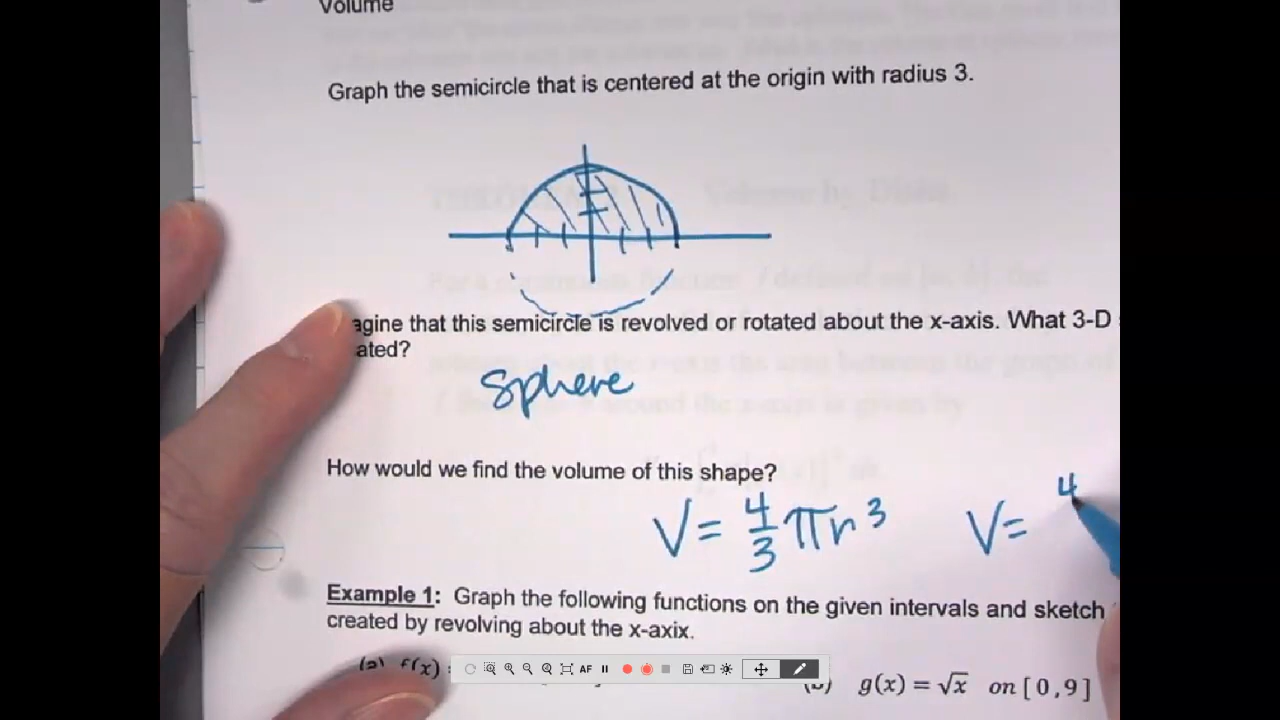 Volume
Graph the semicircle that is centered at the origin with radius 3.
agine that this semicircle is revolved or rotated about the x-axis. What 3-D
ated?
Sphere
How would we find the volume of this shape?
V = 4/3 πr³ V = 4
Example 1: Graph the following functions on the given intervals and sketch
created by revolving about the x-axix.
(a) f(x)
AF
(b) g(x) = √x on [0,9]